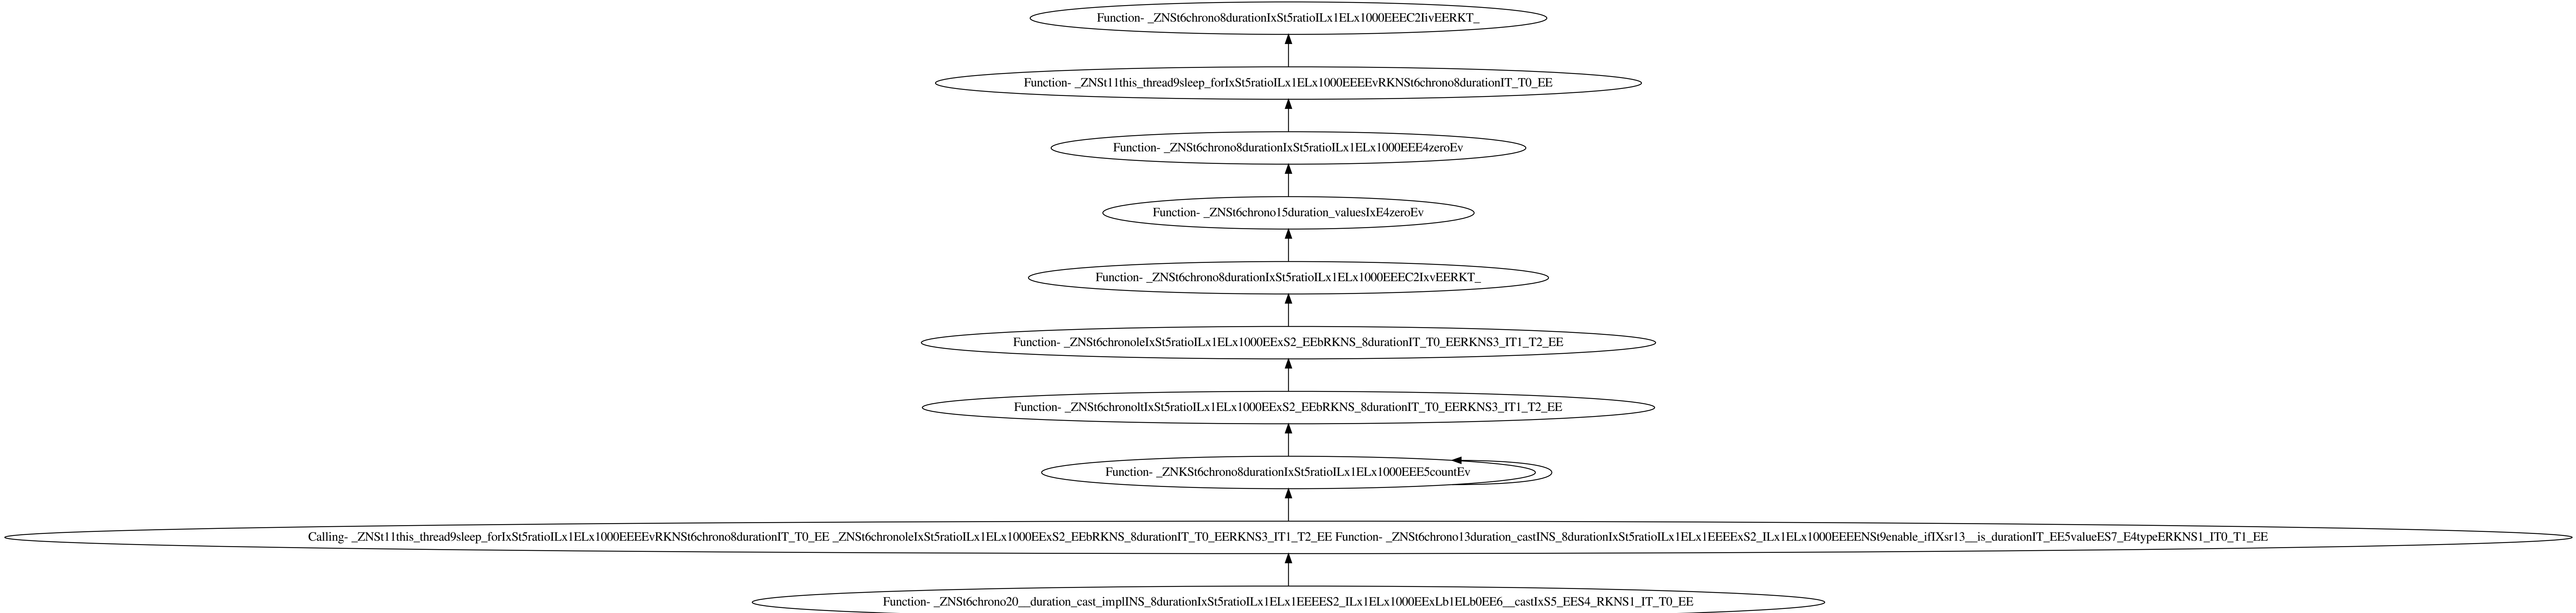 Function- _ZNSt6chrono8durationIxSt5ratioILx1ELx1000EEEC2IivEERKT_
Function- _ZNSt11this_thread9sleep_forIxSt5ratioILx1ELx1000EEEEvRKNSt6chrono8durationIT_T0_EE
Function- _ZNSt6chrono8durationIxSt5ratioILx1ELx1000EEE4zeroEv
Function- _ZNSt6chrono15duration_valuesIxE4zeroEv
Function- _ZNSt6chrono8durationIxSt5ratioILx1ELx1000EEEC2IxvEERKT_
Function- _ZNSt6chronoleIxSt5ratioILx1ELx1000EExS2_EEbRKNS_8durationIT_T0_EERKNS3_IT1_T2_EE
Function- _ZNSt6chronoltIxSt5ratioILx1ELx1000EExS2_EEbRKNS_8durationIT_T0_EERKNS3_IT1_T2_EE
Function- _ZNKSt6chrono8durationIxSt5ratioILx1ELx1000EEE5countEv
Calling- _ZNSt11this_thread9sleep_forIxSt5ratioILx1ELx1000EEEEvRKNSt6chrono8durationIT_T0_EE _ZNSt6chronoleIxSt5ratioILx1ELx1000EExS2_EEbRKNS_8durationIT_T0_EERKNS3_IT1_T2_EE Function- _ZNSt6chrono13duration_castINS_8durationIxSt5ratioILx1ELx1EEEExS2_ILx1ELx1000EEEENSt9enable_ifIXsr13__is_durationIT_EE5valueES7_E4typeERKNS1_IT0_T1_EE
Function- _ZNSt6chrono20__duration_cast_implINS_8durationIxSt5ratioILx1ELx1EEEES2_ILx1ELx1000EExLb1ELb0EE6__castIxS5_EES4_RKNS1_IT_T0_EE